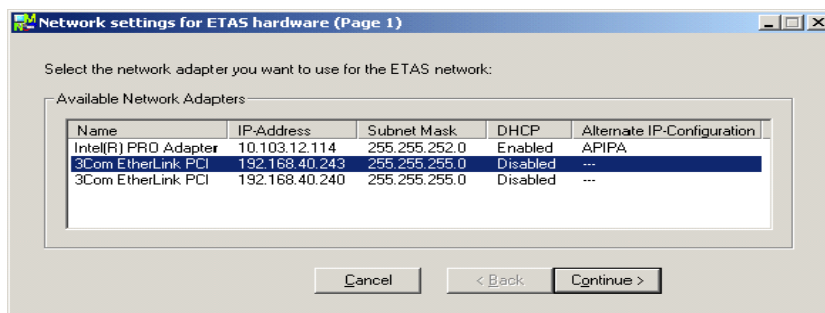 Network settings for ETAS hardware (Page 1)
Select the network adapter you want to use for the ETAS network:
Available Network Adapters
Name IP-Address Subnet Mask DHCP Alternate IP-Configuration
Intel(R) PRO Adapter 10.103.12.114 255.255.252.0 Enabled APIPA
3Com EtherLink PCI 192.168.40.243 255.255.255.0 Disabled ---
3Com EtherLink PCI 192.168.40.240 255.255.255.0 Disabled ---
Cancel < Back Continue >